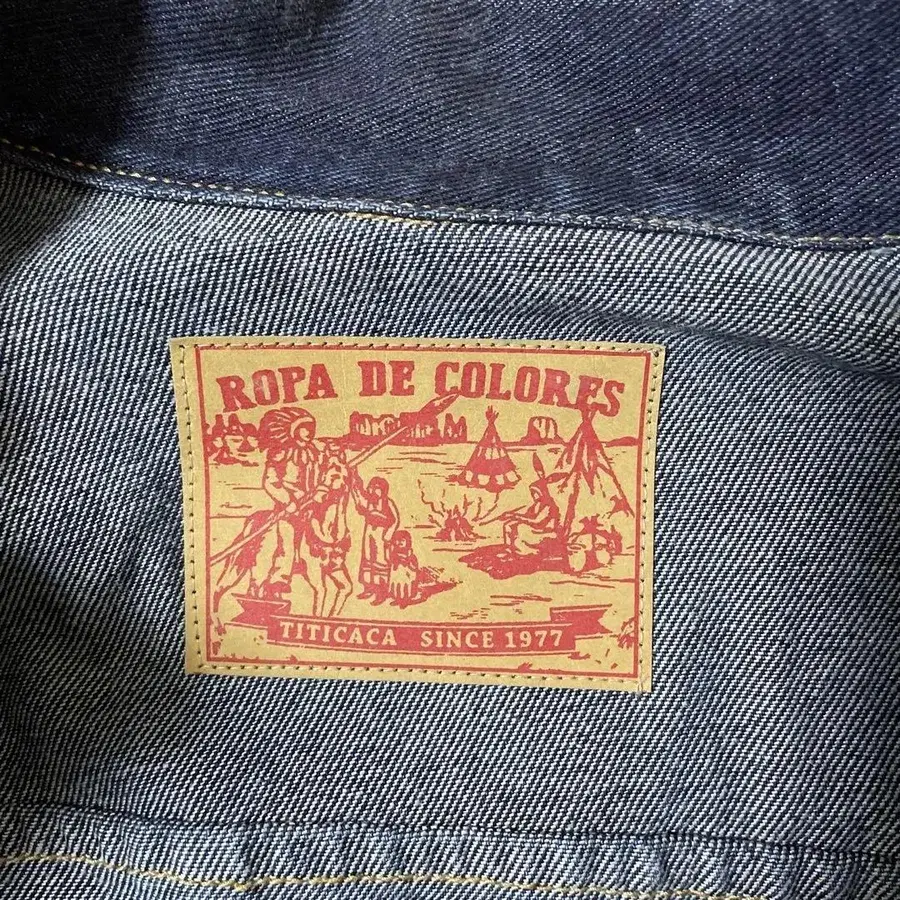 ROPA DE COLORES
TITICACA SINCE 1977